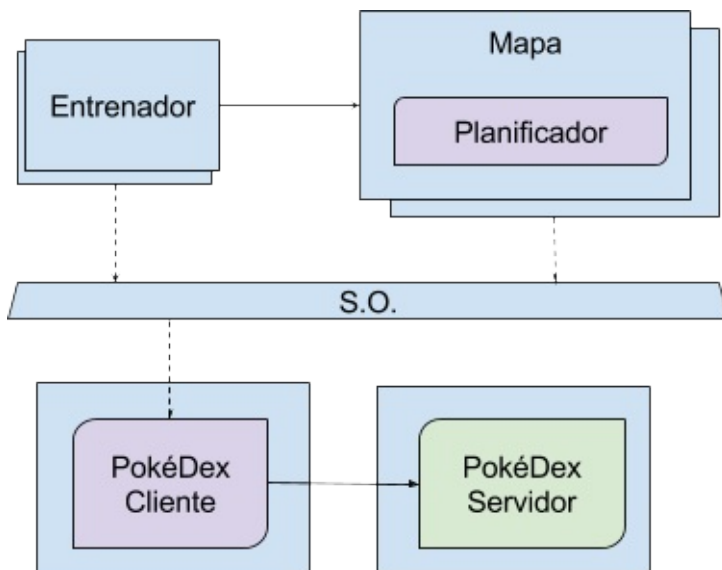 Mapa
Entrenador
Planificador
S.O.
PokéDex
Cliente
PokéDex
Servidor